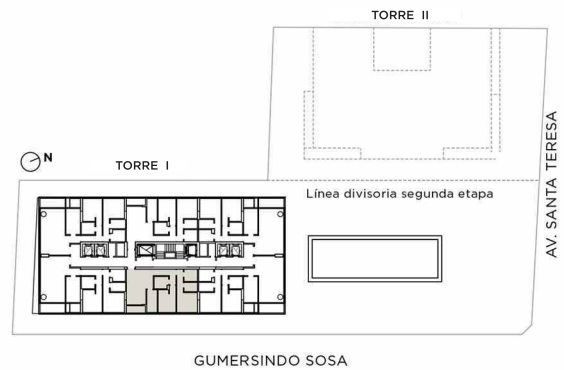 TORRE II
AV. SANTA TERESA
N
TORRE I
Línea divisoria segunda etapa
GUMERSINDO SOSA